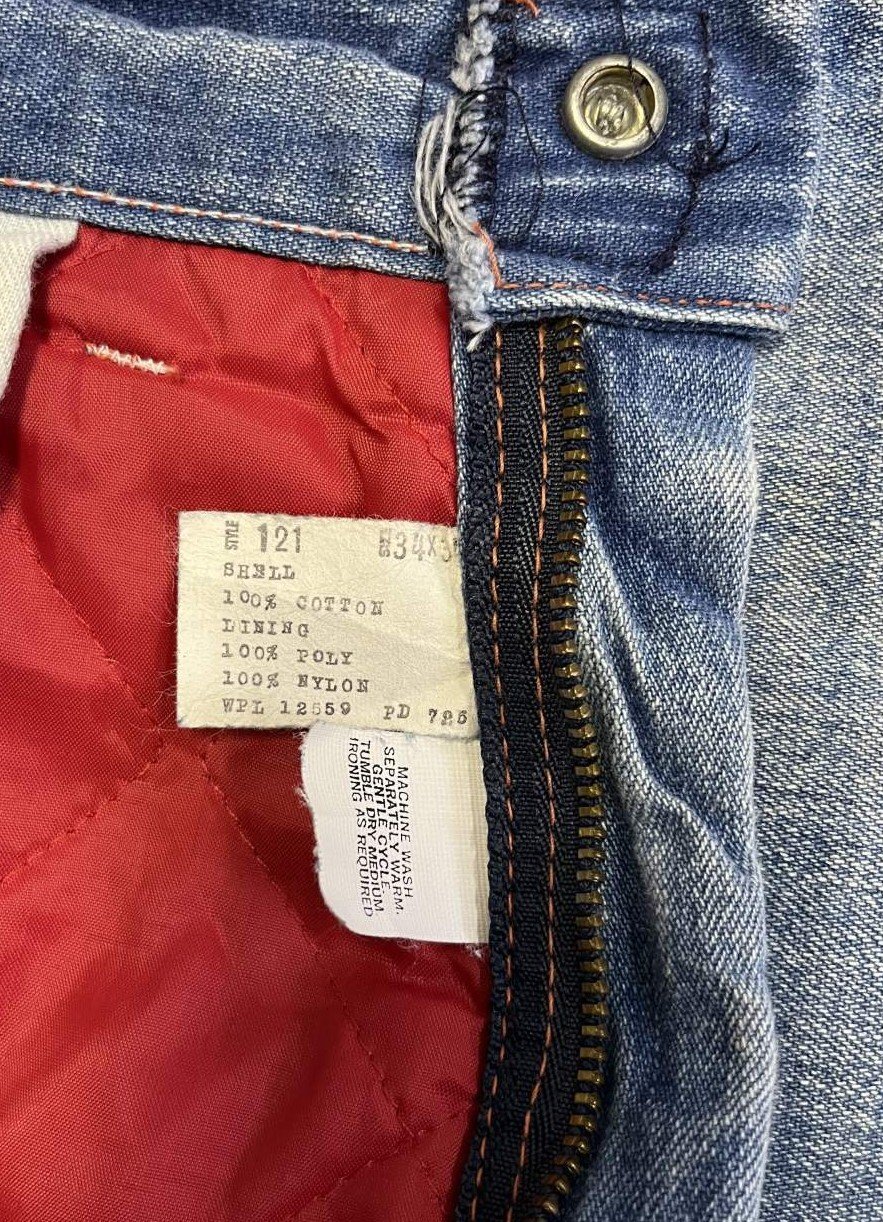 STYLE 121 34X3
SHELL
100% COTTON
LINING
100% POLY
100% NYLON
WPL 12559 PD 785
MACHINE WASH
SEPARATELY WARM.
GENTLE CYCLE.
TUMBLE DRY MEDIUM
IRONING AS REQUIRED